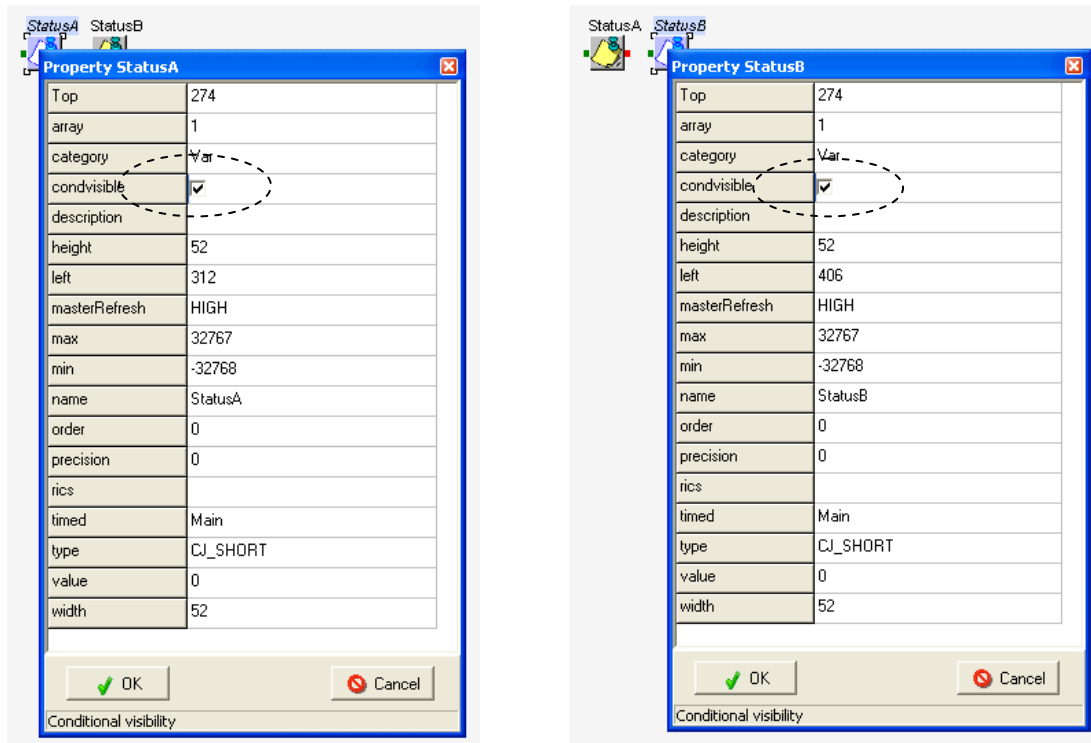 StatusA StatusB
Property StatusA
Top 274
array 1
category Var
condvisible
description
height 52
left 312
masterRefresh HIGH
max 32767
min -32768
name StatusA
order 0
precision 0
rics
timed Main
type CJ_SHORT
value 0
width 52
OK Cancel
Conditional visibility
StatusA StatusB
Property StatusB
Top 274
array 1
category Var
condvisible
description
height 52
left 406
masterRefresh HIGH
max 32767
min -32768
name StatusB
order 0
precision 0
rics
timed Main
type CJ_SHORT
value 0
width 52
OK Cancel
Conditional visibility